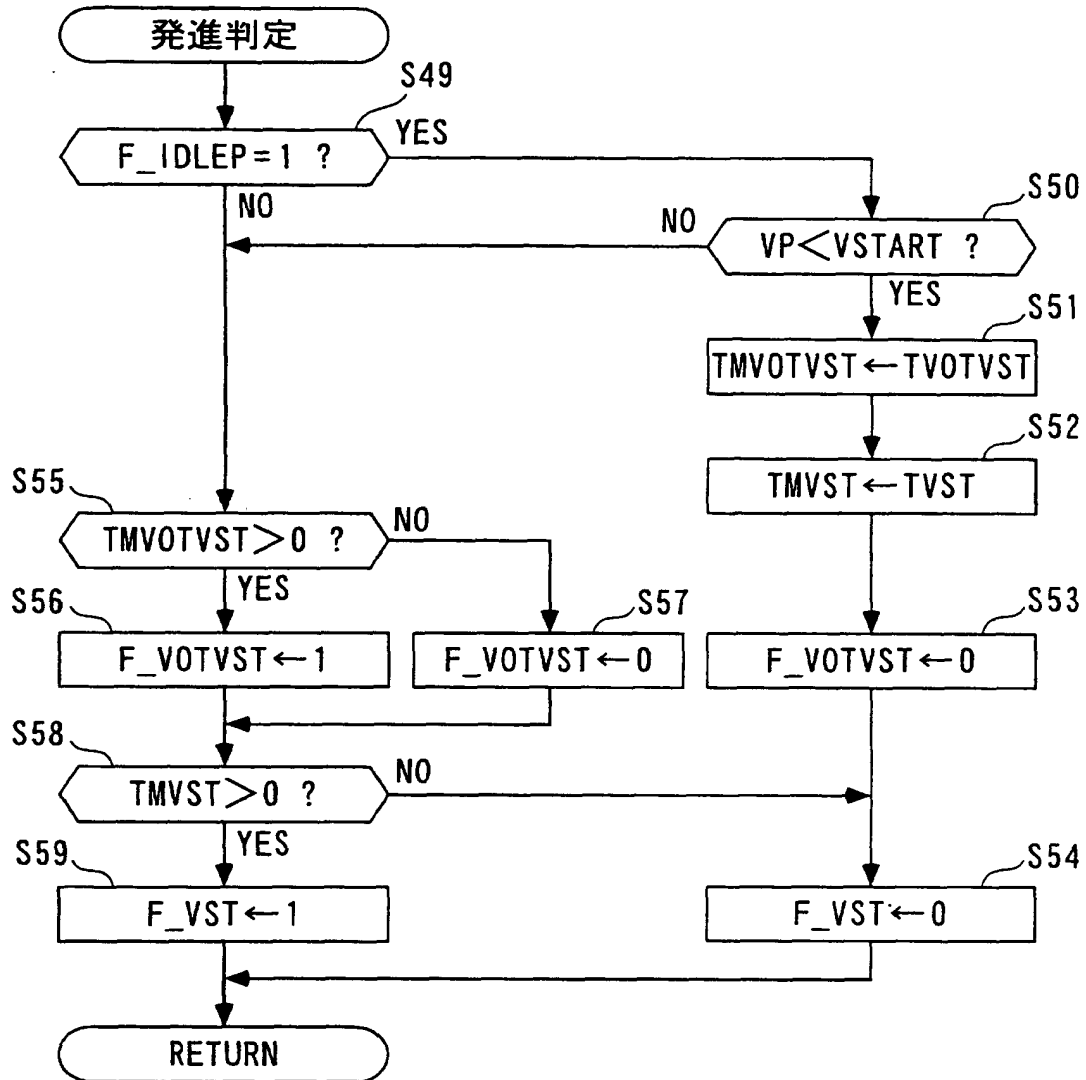 発進判定
S49
F_IDLEP=1 ?
YES
NO
S50
NO
VP<VSTART ?
YES
S51
TMVOTVST←TVOTVST
S52
TMVST←TVST
S55
TMVOTVST>0 ?
NO
YES
S56
F_VOTVST←1
S57
F_VOTVST←0
S53
F_VOTVST←0
S58
TMVST>0 ?
NO
YES
S59
F_VST←1
S54
F_VST←0
RETURN